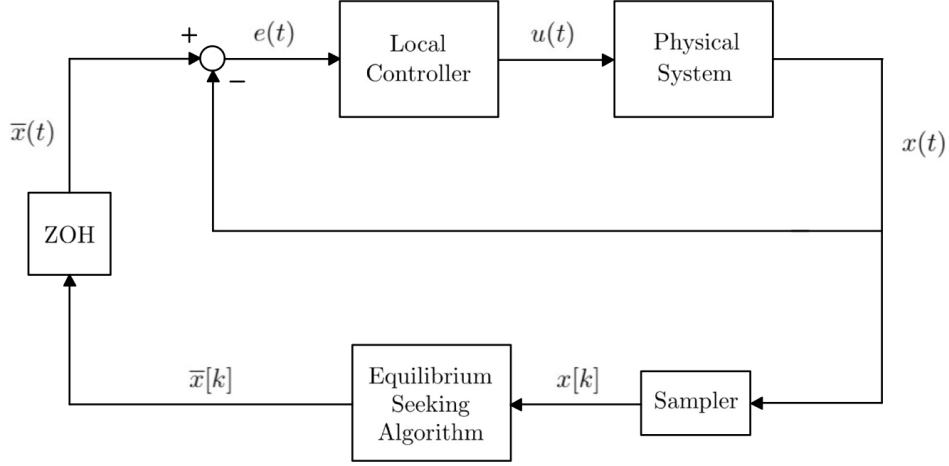 +
e(t)
Local
Controller
u(t)
Physical
System
−
x̅(t)
x(t)
ZOH
x̅[k]
Equilibrium
Seeking
Algorithm
x[k]
Sampler